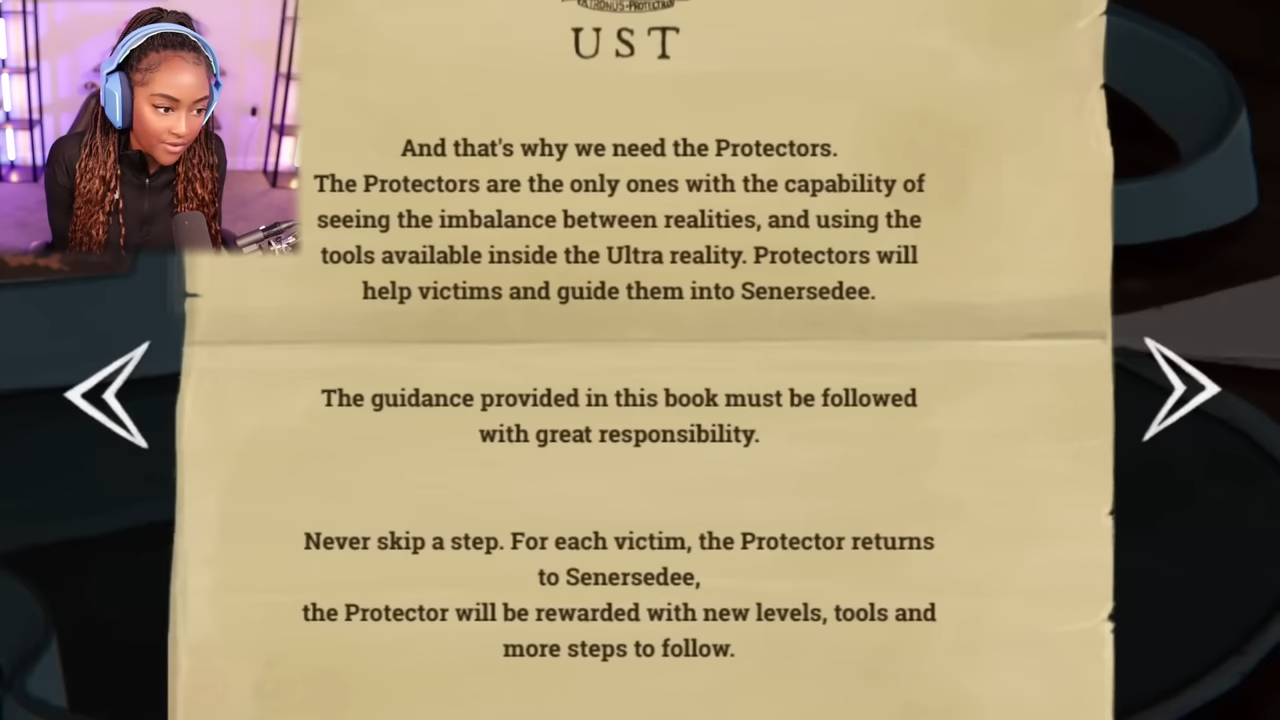 PATRONUS·PROTECTION
UST
And that's why we need the Protectors.
The Protectors are the only ones with the capability of
seeing the imbalance between realities, and using the
tools available inside the Ultra reality. Protectors will
help victims and guide them into Senersedee.
The guidance provided in this book must be followed
with great responsibility.
Never skip a step. For each victim, the Protector returns
to Senersedee,
the Protector will be rewarded with new levels, tools and
more steps to follow.